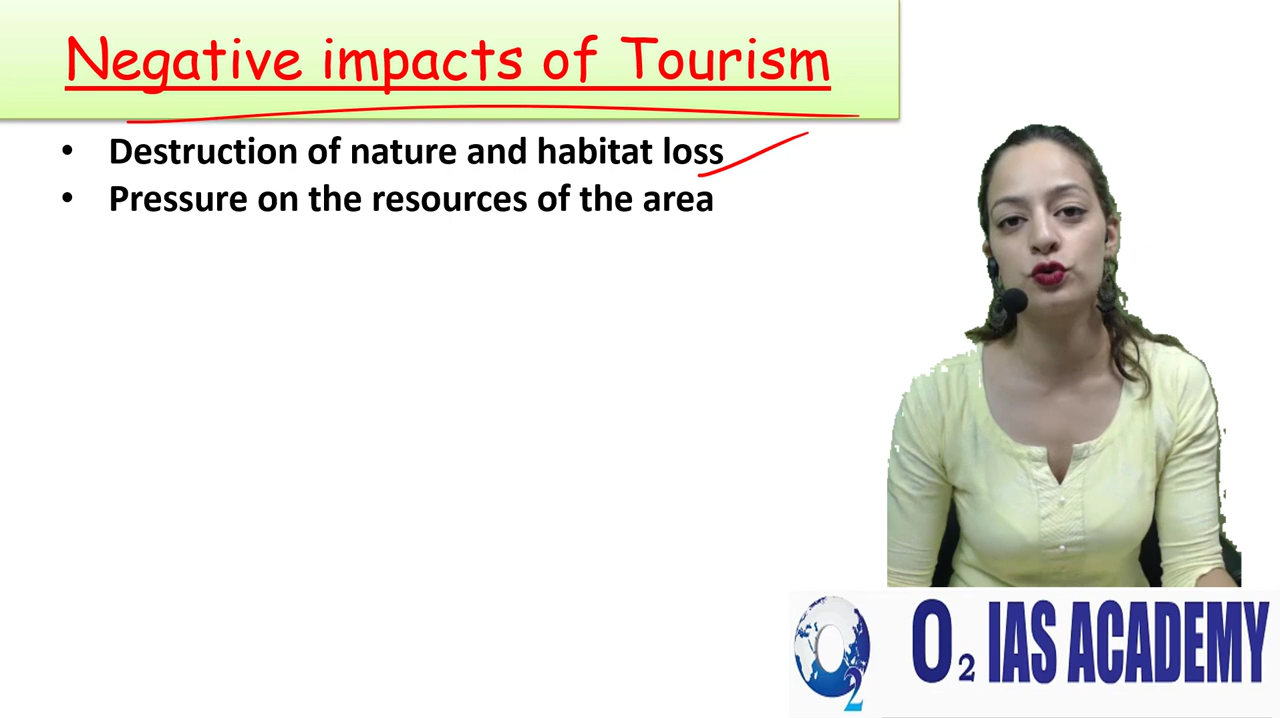 Negative impacts of Tourism
• Destruction of nature and habitat loss
• Pressure on the resources of the area
O2
O2 IAS ACADEMY